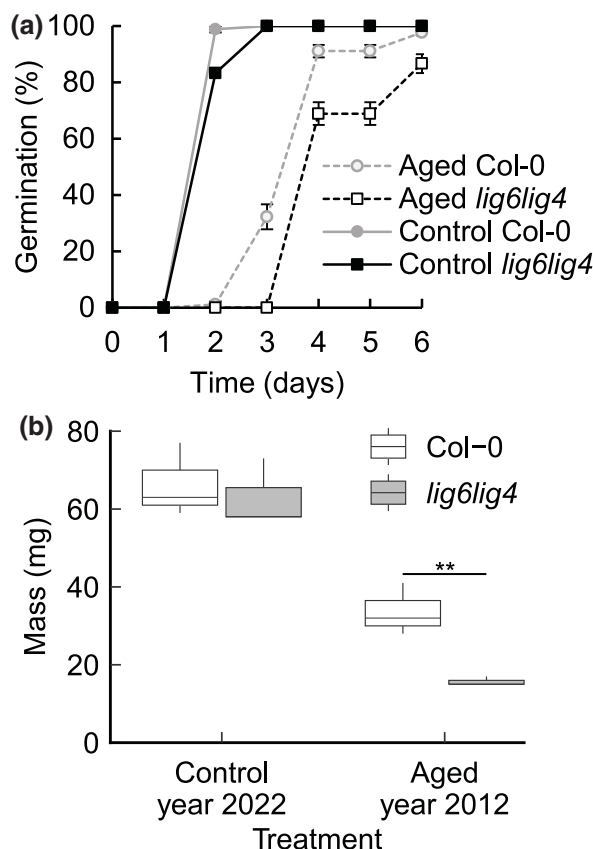 (a)
100
80
60
40
20
0
Germination (%)
Aged Col-0
Aged lig6lig4
Control Col-0
Control lig6lig4
0 1 2 3 4 5 6
Time (days)
(b)
80
60
40
20
0
Mass (mg)
Col−0
lig6lig4
**
Control Aged
year 2022 year 2012
Treatment